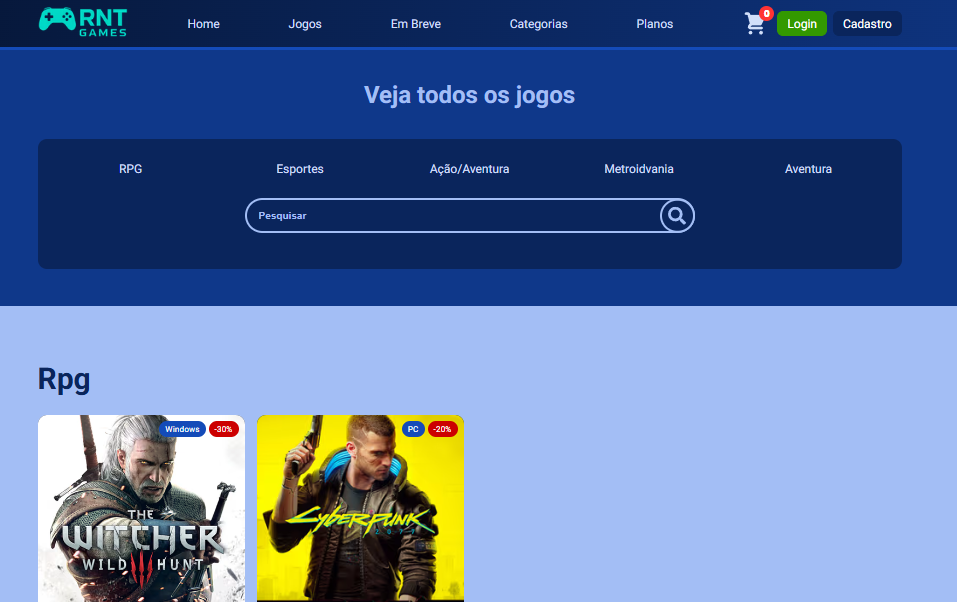 RNT
GAMES
Home Jogos Em Breve Categorias Planos 0 Login Cadastro
Veja todos os jogos
RPG Esportes Ação/Aventura Metroidvania Aventura
Pesquisar
Rpg
Windows -30% PC -20%
THE
WITCHER
WILD HUNT
CYBERPUNK
2077